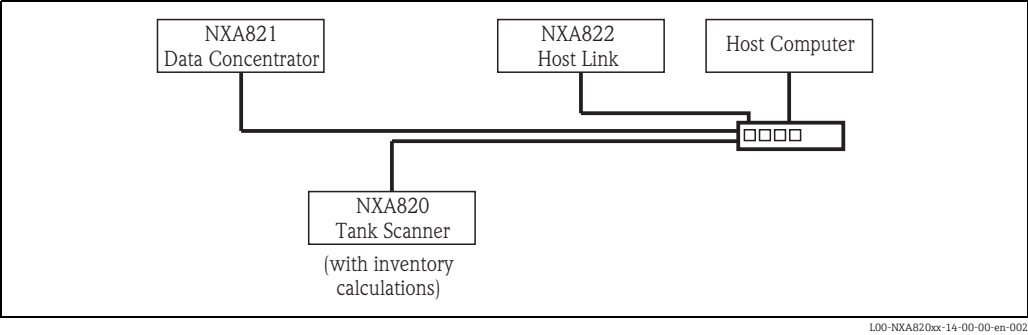 NXA821
Data Concentrator
NXA822
Host Link
Host Computer
NXA820
Tank Scanner
(with inventory
calculations)
L00-NXA820xx-14-00-00-en-002